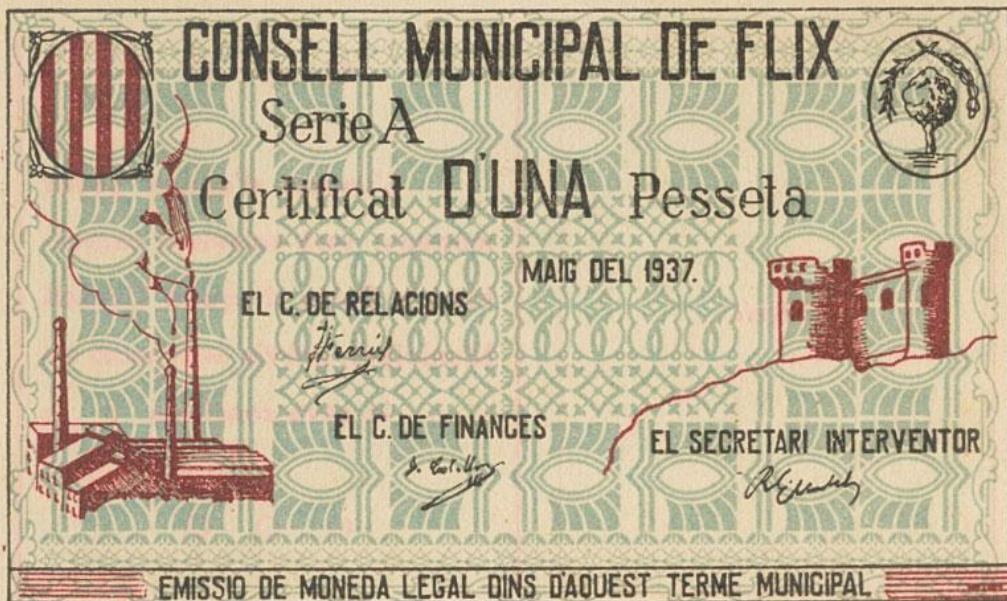 CONSELL MUNICIPAL DE FLIX
Serie A
Certificat D'UNA Pesseta
MAIG DEL 1937.
EL C. DE RELACIONS
EL C. DE FINANCES
EL SECRETARI INTERVENTOR
EMISSIO DE MONEDA LEGAL DINS D'AQUEST TERME MUNICIPAL